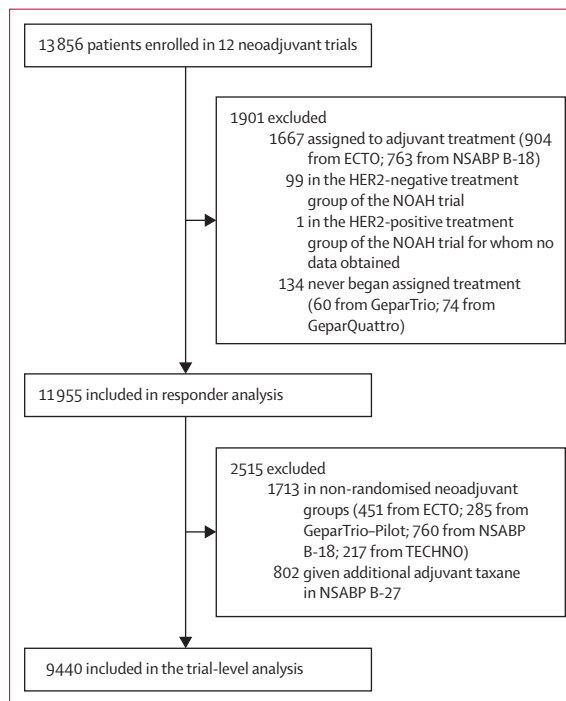 13 856 patients enrolled in 12 neoadjuvant trials
1901 excluded
1667 assigned to adjuvant treatment (904
from ECTO; 763 from NSABP B-18)
99 in the HER2-negative treatment
group of the NOAH trial
1 in the HER2-positive treatment
group of the NOAH trial for whom no
data obtained
134 never began assigned treatment
(60 from GeparTrio; 74 from
GeparQuattro)
11 955 included in responder analysis
2515 excluded
1713 in non-randomised neoadjuvant
groups (451 from ECTO; 285 from
GeparTrio–Pilot; 760 from NSABP
B-18; 217 from TECHNO)
802 given additional adjuvant taxane
in NSABP B-27
9440 included in the trial-level analysis